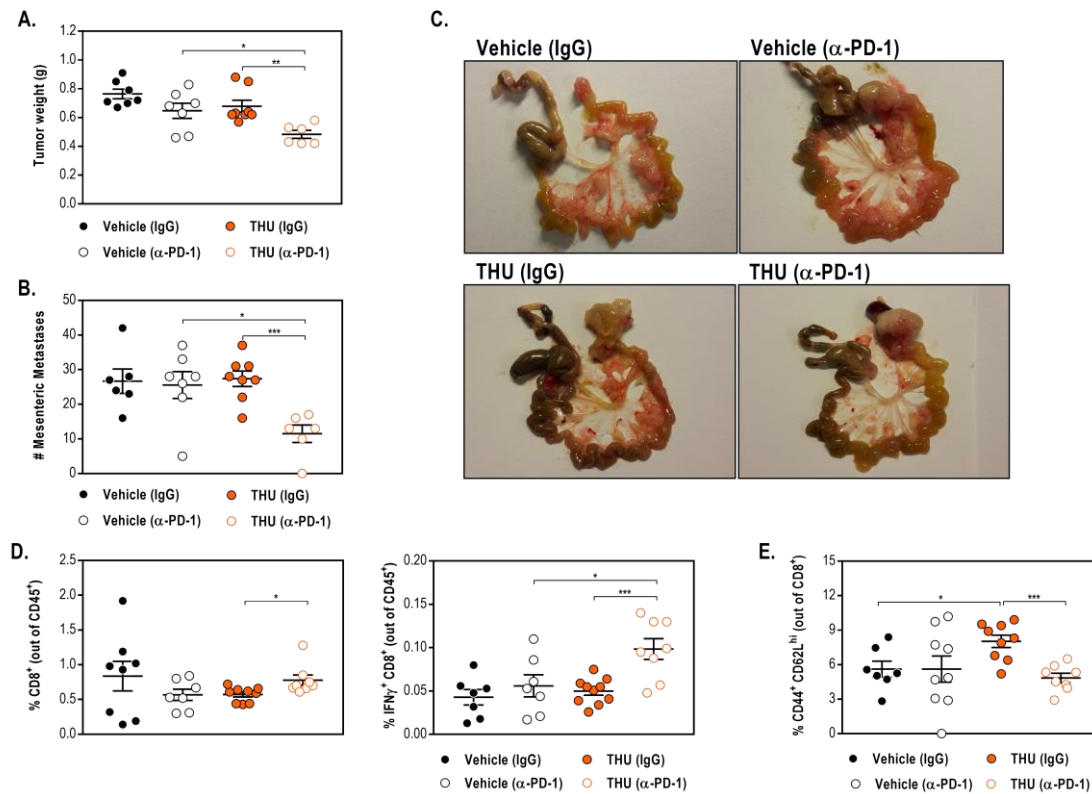 A.
Tumor weight (g)
1.2
1.0
0.8
0.6
0.4
0.2
0.0
*
**
Vehicle (IgG) THU (IgG)
Vehicle (α-PD-1) THU (α-PD-1)
B.
# Mesenteric Metastases
50
40
30
20
10
0
*
***
Vehicle (IgG) THU (IgG)
Vehicle (α-PD-1) THU (α-PD-1)
C.
Vehicle (IgG) Vehicle (α-PD-1)
THU (IgG) THU (α-PD-1)
D.
% CD8⁺ (out of CD45⁺)
2.5
2.0
1.5
1.0
0.5
0.0
*
% IFNγ⁺ CD8⁺ (out of CD45⁺)
0.20
0.15
0.10
0.05
0.00
*
***
Vehicle (IgG) THU (IgG)
Vehicle (α-PD-1) THU (α-PD-1)
E.
% CD44⁺ CD62Lʰⁱ (out of CD8⁺)
15
12
9
6
3
0
*
***
Vehicle (IgG) THU (IgG)
Vehicle (α-PD-1) THU (α-PD-1)